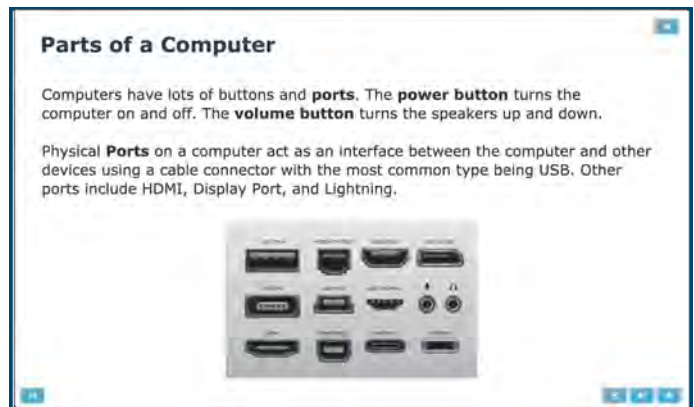 Parts of a Computer
Computers have lots of buttons and ports. The power button turns the
computer on and off. The volume button turns the speakers up and down.
Physical Ports on a computer act as an interface between the computer and other
devices using a cable connector with the most common type being USB. Other
ports include HDMI, Display Port, and Lightning.